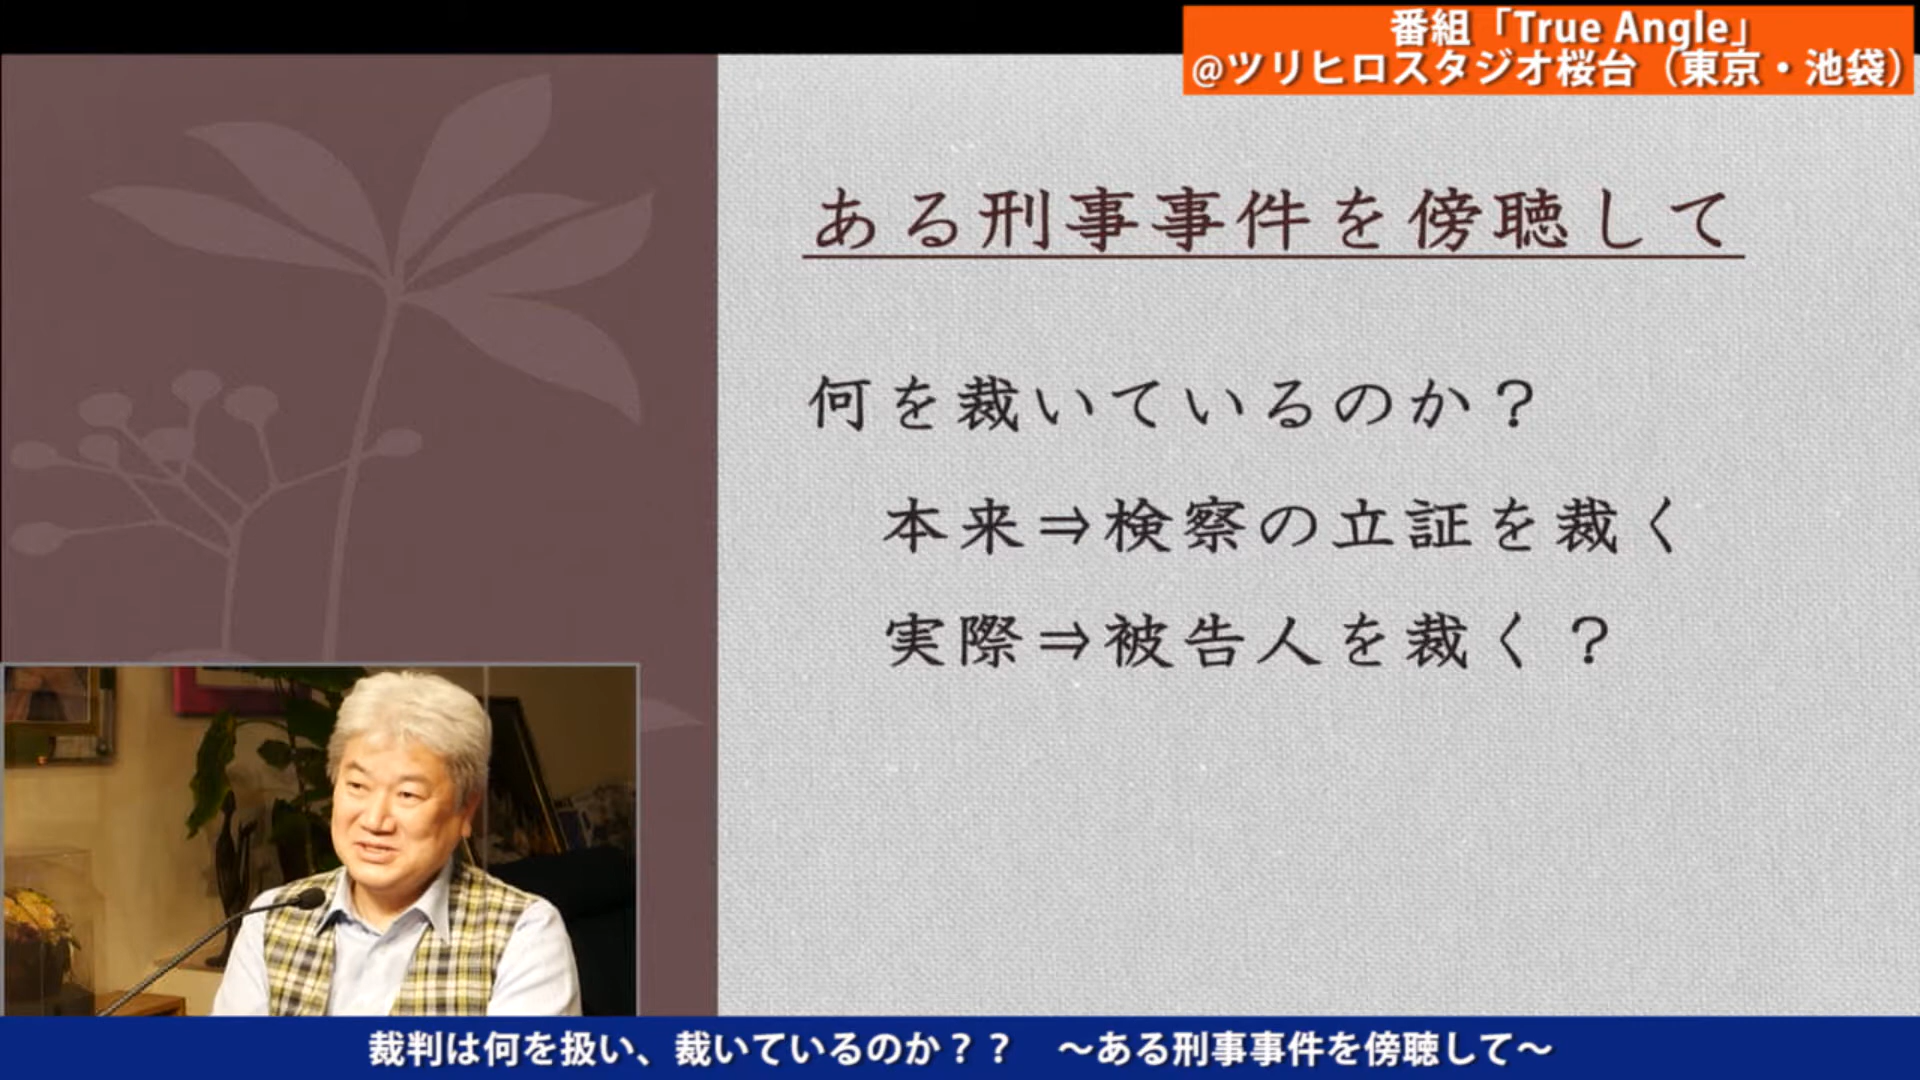 番組「True Angle」
@ツリヒロスタジオ桜台（東京・池袋）
ある刑事事件を傍聴して
何を裁いているのか？
本来⇒検察の立証を裁く
実際⇒被告人を裁く？
裁判は何を扱い、裁いているのか？？　～ある刑事事件を傍聴して～